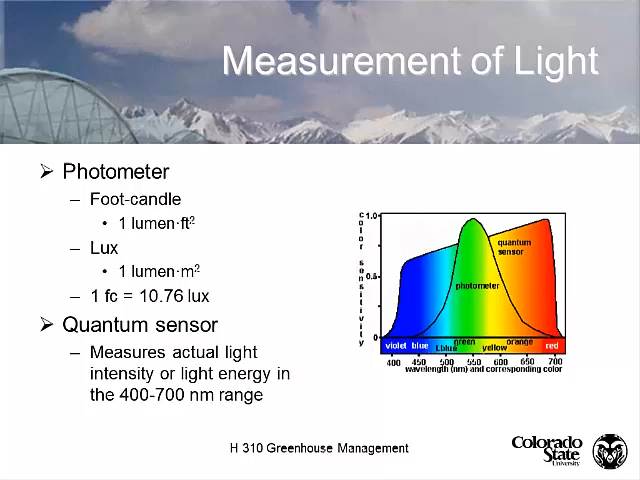 Measurement of Light
➢ Photometer
– Foot-candle
• 1 lumen·ft²
– Lux
• 1 lumen·m²
– 1 fc = 10.76 lux
➢ Quantum sensor
– Measures actual light
intensity or light energy in
the 400-700 nm range
color sensitivity
1.0
0.5
0
quantum
sensor
photometer
violet blue Lblue green yellow orange red
400 450 500 550 600 650 700
wavelength (nm) and corresponding color
H 310 Greenhouse Management
Colorado
State
University